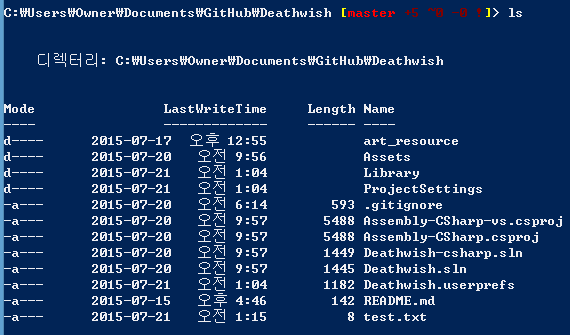 C:₩Users₩Owner₩Documents₩GitHub₩Deathwish [master +5 ~0 -0 !]> ls
디렉터리: C:₩Users₩Owner₩Documents₩GitHub₩Deathwish
Mode LastWriteTime Length Name
---- ------------- ------ ----
d---- 2015-07-17 오후 12:55 art_resource
d---- 2015-07-20 오전 9:56 Assets
d---- 2015-07-21 오전 1:04 Library
d---- 2015-07-21 오전 1:04 ProjectSettings
-a--- 2015-07-20 오전 6:14 593 .gitignore
-a--- 2015-07-20 오전 9:57 5488 Assembly-CSharp-vs.csproj
-a--- 2015-07-20 오전 9:57 5488 Assembly-CSharp.csproj
-a--- 2015-07-20 오전 9:57 1449 Deathwish-csharp.sln
-a--- 2015-07-20 오전 9:57 1445 Deathwish.sln
-a--- 2015-07-21 오전 1:04 1182 Deathwish.userprefs
-a--- 2015-07-15 오후 4:46 142 README.md
-a--- 2015-07-21 오전 1:15 8 test.txt